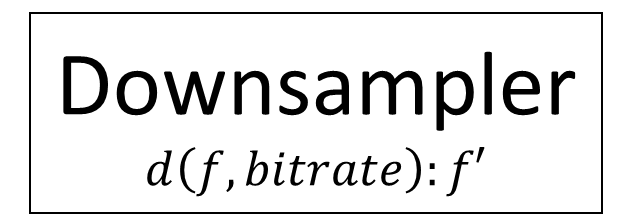 Downsampler
d(f, bitrate): f′